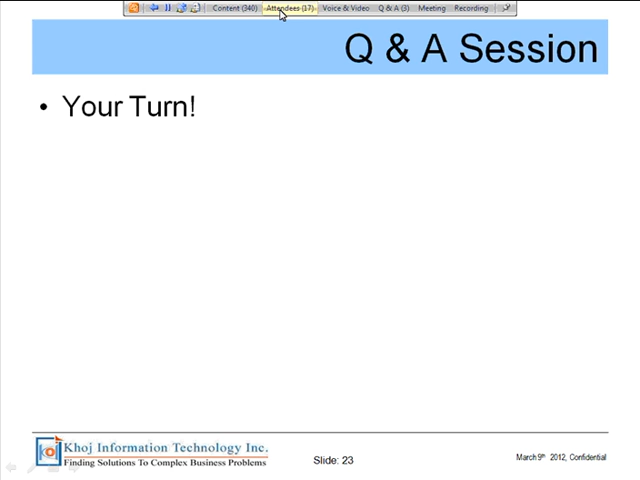 Content (340) Attendees (17) Voice & Video Q & A (3) Meeting Recording
Q & A Session
• Your Turn!
Khoj Information Technology Inc.
Finding Solutions To Complex Business Problems
Slide: 23
March 9th 2012, Confidential